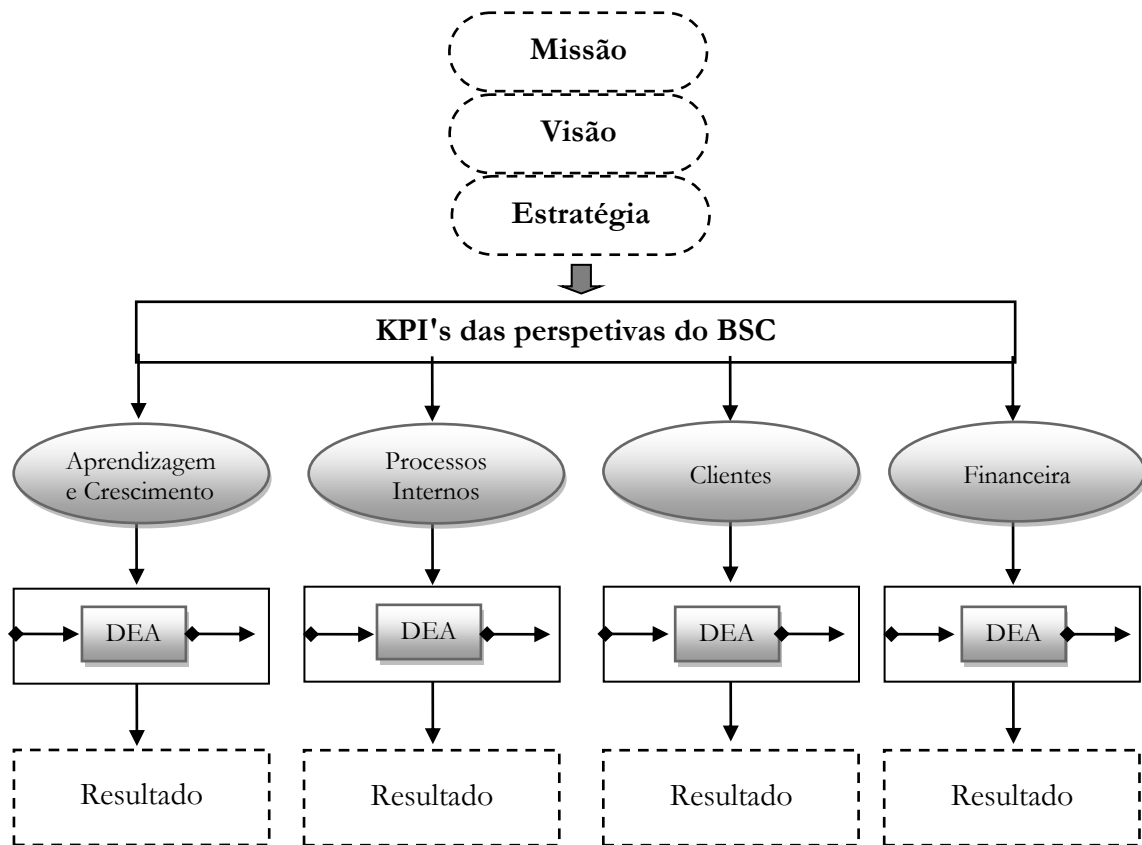 Missão
Visão
Estratégia
KPI's das perspetivas do BSC
Aprendizagem
e Crescimento
Processos
Internos
Clientes
Financeira
DEA
DEA
DEA
DEA
Resultado
Resultado
Resultado
Resultado